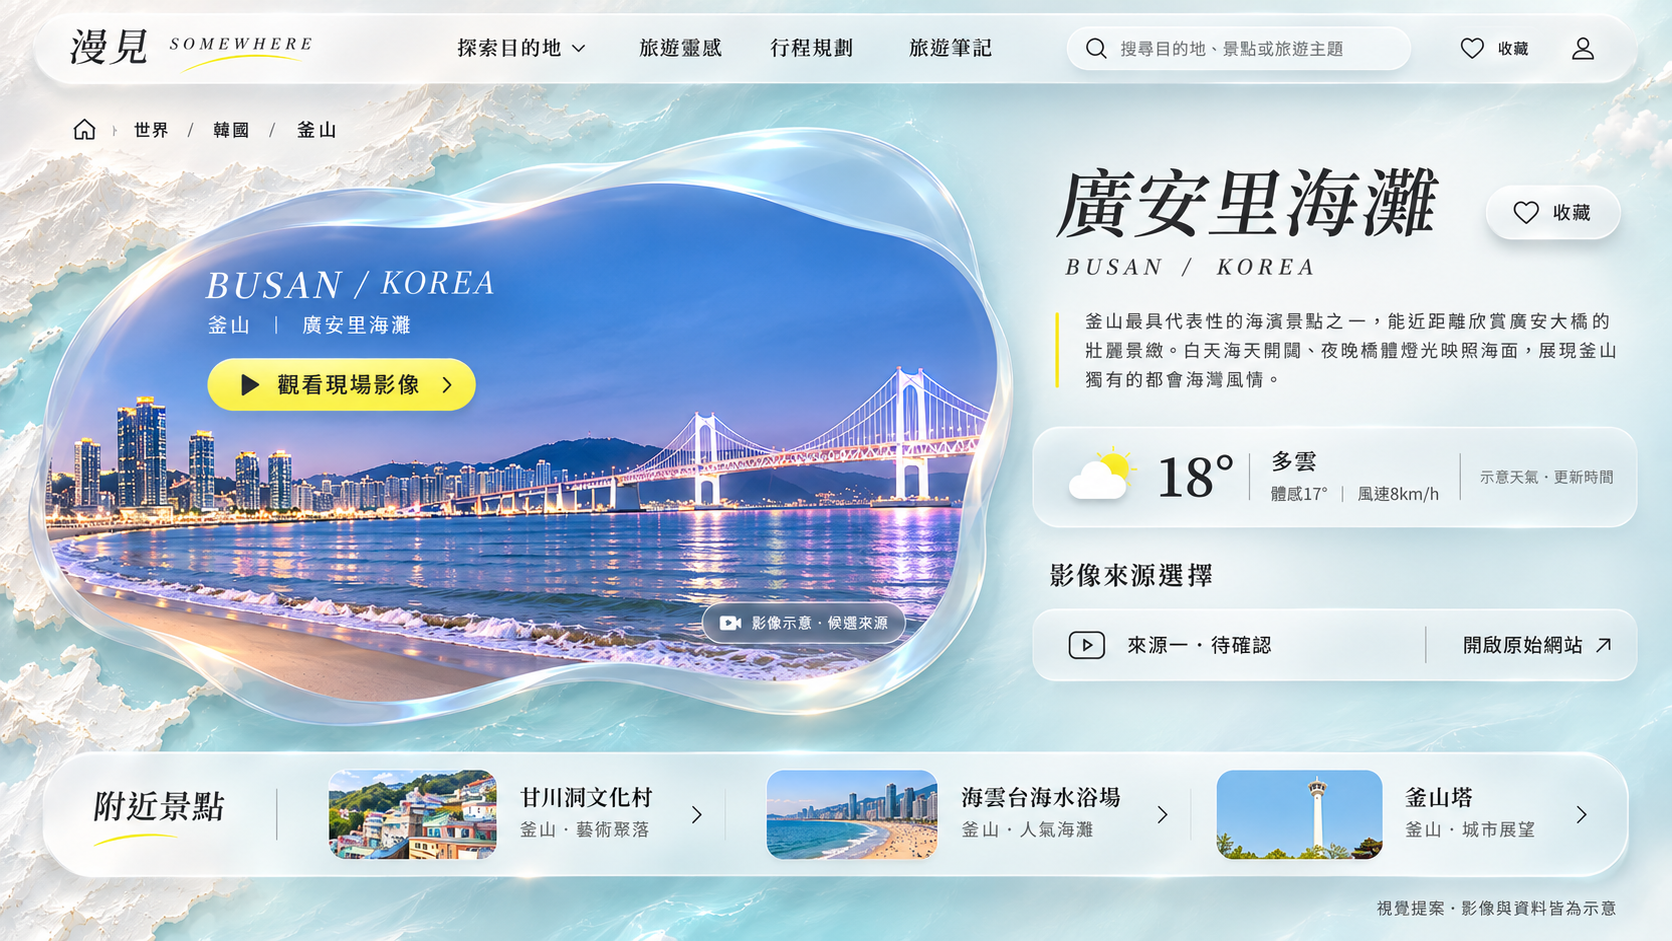 漫見 SOMEWHERE
探索目的地
旅遊靈感
行程規劃
旅遊筆記
搜尋目的地、景點或旅遊主題
收藏
世界 / 韓國 / 釜山
BUSAN / KOREA
釜山 | 廣安里海灘
觀看現場影像
影像示意・候選來源
廣安里海灘
收藏
BUSAN / KOREA
釜山最具代表性的海濱景點之一，能近距離欣賞廣安大橋的
壯麗景緻。白天海天開闊、夜晚橋體燈光映照海面，展現釜山
獨有的都會海灣風情。
18°
多雲
體感17° | 風速8km/h
示意天氣・更新時間
影像來源選擇
來源一・待確認
開啟原始網站
附近景點
甘川洞文化村
釜山・藝術聚落
海雲台海水浴場
釜山・人氣海灘
釜山塔
釜山・城市展望
視覺提案・影像與資料皆為示意